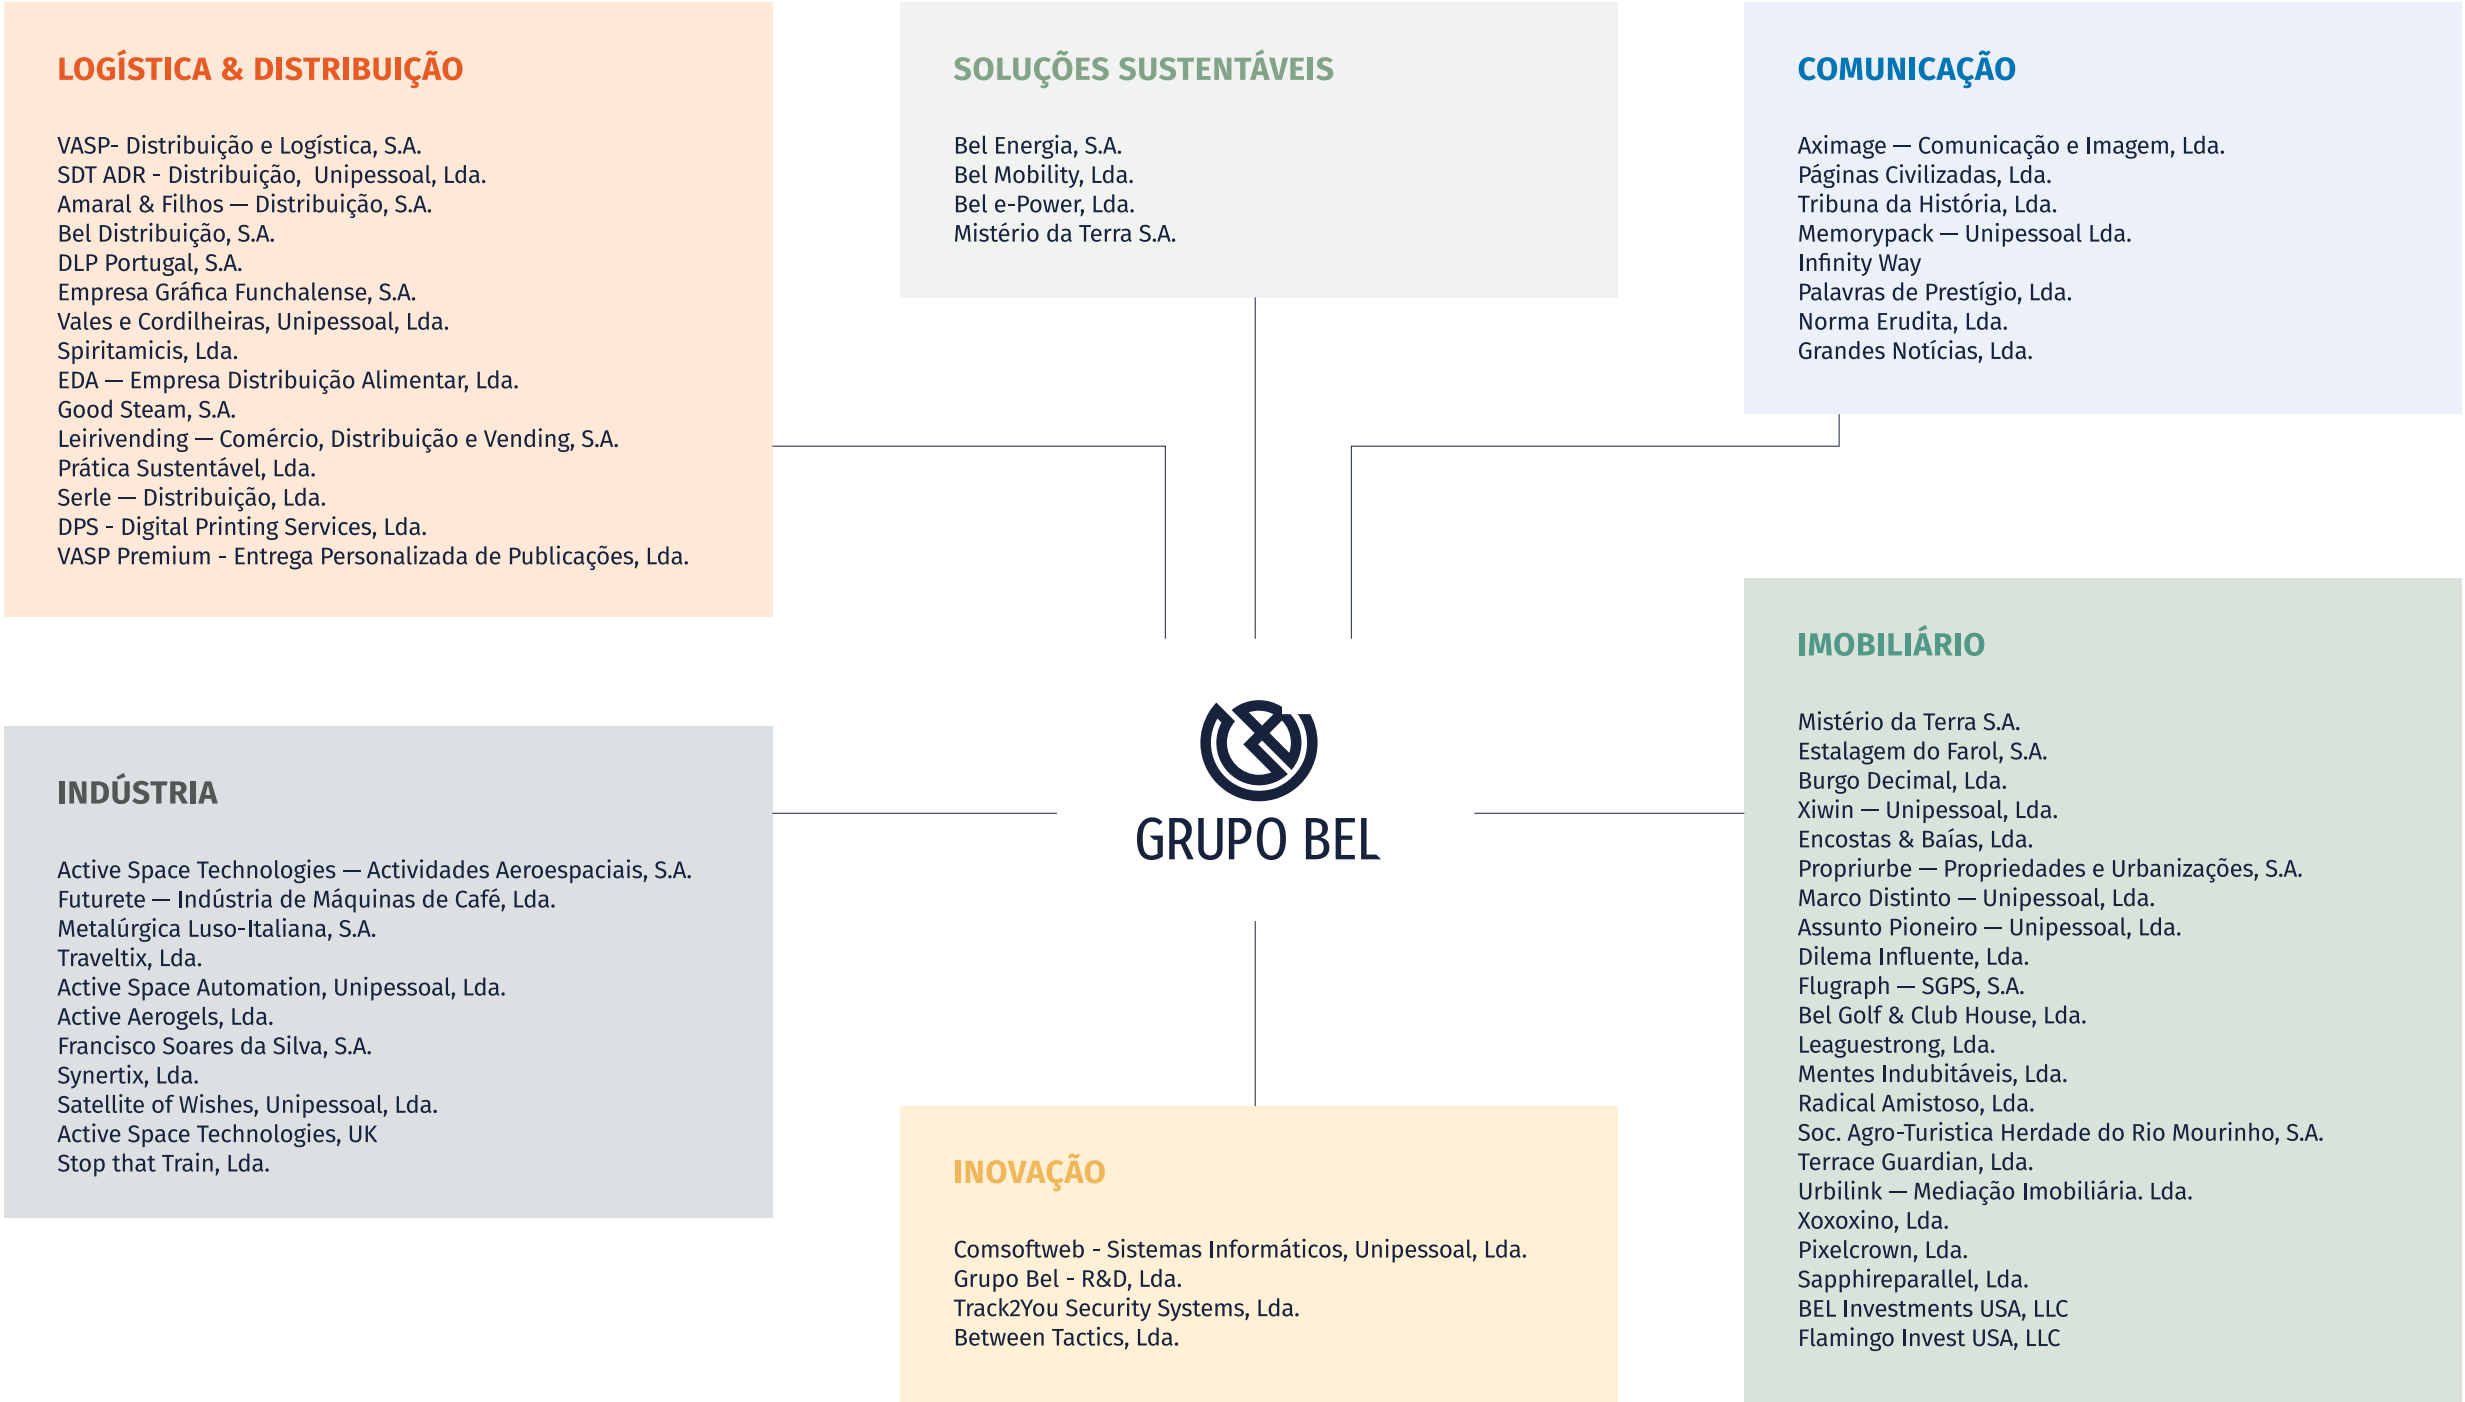 LOGÍSTICA & DISTRIBUIÇÃO
VASP- Distribuição e Logística, S.A.
SDT ADR - Distribuição, Unipessoal, Lda.
Amaral & Filhos — Distribuição, S.A.
Bel Distribuição, S.A.
DLP Portugal, S.A.
Empresa Gráfica Funchalense, S.A.
Vales e Cordilheiras, Unipessoal, Lda.
Spiritamicis, Lda.
EDA — Empresa Distribuição Alimentar, Lda.
Good Steam, S.A.
Leirivending — Comércio, Distribuição e Vending, S.A.
Prática Sustentável, Lda.
Serle — Distribuição, Lda.
DPS - Digital Printing Services, Lda.
VASP Premium - Entrega Personalizada de Publicações, Lda.
SOLUÇÕES SUSTENTÁVEIS
Bel Energia, S.A.
Bel Mobility, Lda.
Bel e-Power, Lda.
Mistério da Terra S.A.
COMUNICAÇÃO
Aximage — Comunicação e Imagem, Lda.
Páginas Civilizadas, Lda.
Tribuna da História, Lda.
Memorypack — Unipessoal Lda.
Infinity Way
Palavras de Prestígio, Lda.
Norma Erudita, Lda.
Grandes Notícias, Lda.
INDÚSTRIA
Active Space Technologies — Actividades Aeroespaciais, S.A.
Futurete — Indústria de Máquinas de Café, Lda.
Metalúrgica Luso-Italiana, S.A.
Traveltix, Lda.
Active Space Automation, Unipessoal, Lda.
Active Aerogels, Lda.
Francisco Soares da Silva, S.A.
Synertix, Lda.
Satellite of Wishes, Unipessoal, Lda.
Active Space Technologies, UK
Stop that Train, Lda.
GRUPO BEL
INOVAÇÃO
Comsoftweb - Sistemas Informáticos, Unipessoal, Lda.
Grupo Bel - R&D, Lda.
Track2You Security Systems, Lda.
Between Tactics, Lda.
IMOBILIÁRIO
Mistério da Terra S.A.
Estalagem do Farol, S.A.
Burgo Decimal, Lda.
Xiwin — Unipessoal, Lda.
Encostas & Baías, Lda.
Propriurbe — Propriedades e Urbanizações, S.A.
Marco Distinto — Unipessoal, Lda.
Assunto Pioneiro — Unipessoal, Lda.
Dilema Influente, Lda.
Flugraph — SGPS, S.A.
Bel Golf & Club House, Lda.
Leaguestrong, Lda.
Mentes Indubitáveis, Lda.
Radical Amistoso, Lda.
Soc. Agro-Turistica Herdade do Rio Mourinho, S.A.
Terrace Guardian, Lda.
Urbilink — Mediação Imobiliária. Lda.
Xoxoxino, Lda.
Pixelcrown, Lda.
Sapphireparallel, Lda.
BEL Investments USA, LLC
Flamingo Invest USA, LLC